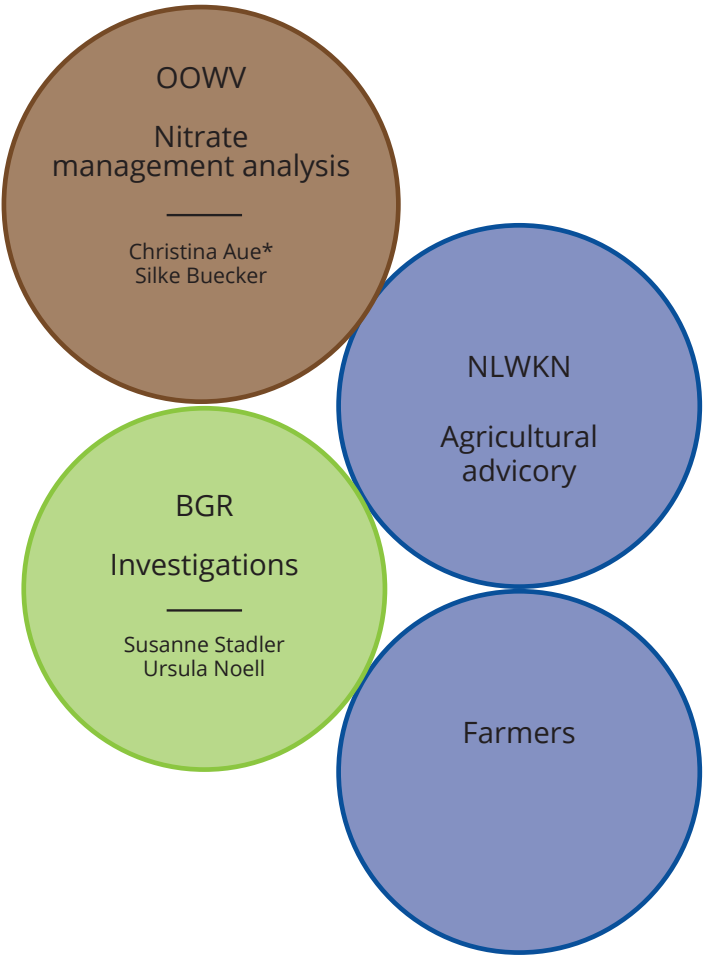 OOWV
Nitrate
management analysis
Christina Aue*
Silke Buecker
NLWKN
Agricultural
advicory
BGR
Investigations
Susanne Stadler
Ursula Noell
Farmers